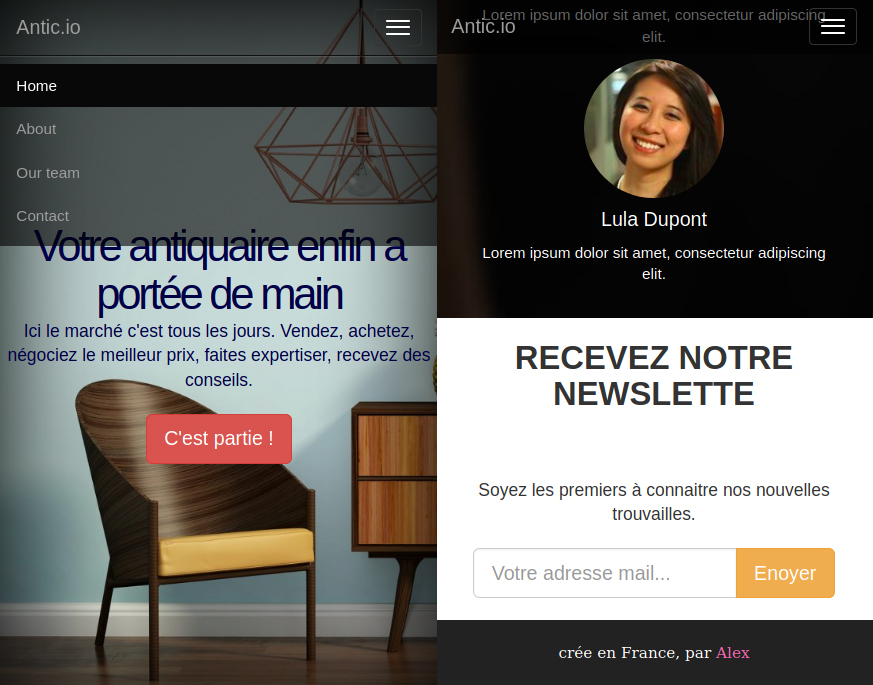 Antic.io
Home
About
Our team
Contact
Votre antiquaire enfin a
portée de main
Ici le marché c'est tous les jours. Vendez, achetez,
négociez le meilleur prix, faites expertiser, recevez des
conseils.
C'est partie !
Lorem ipsum dolor sit amet, consectetur adipiscing
elit.
Antic.io
Lula Dupont
Lorem ipsum dolor sit amet, consectetur adipiscing
elit.
RECEVEZ NOTRE
NEWSLETTE
Soyez les premiers à connaitre nos nouvelles
trouvailles.
Votre adresse mail...
Enoyer
crée en France, par Alex